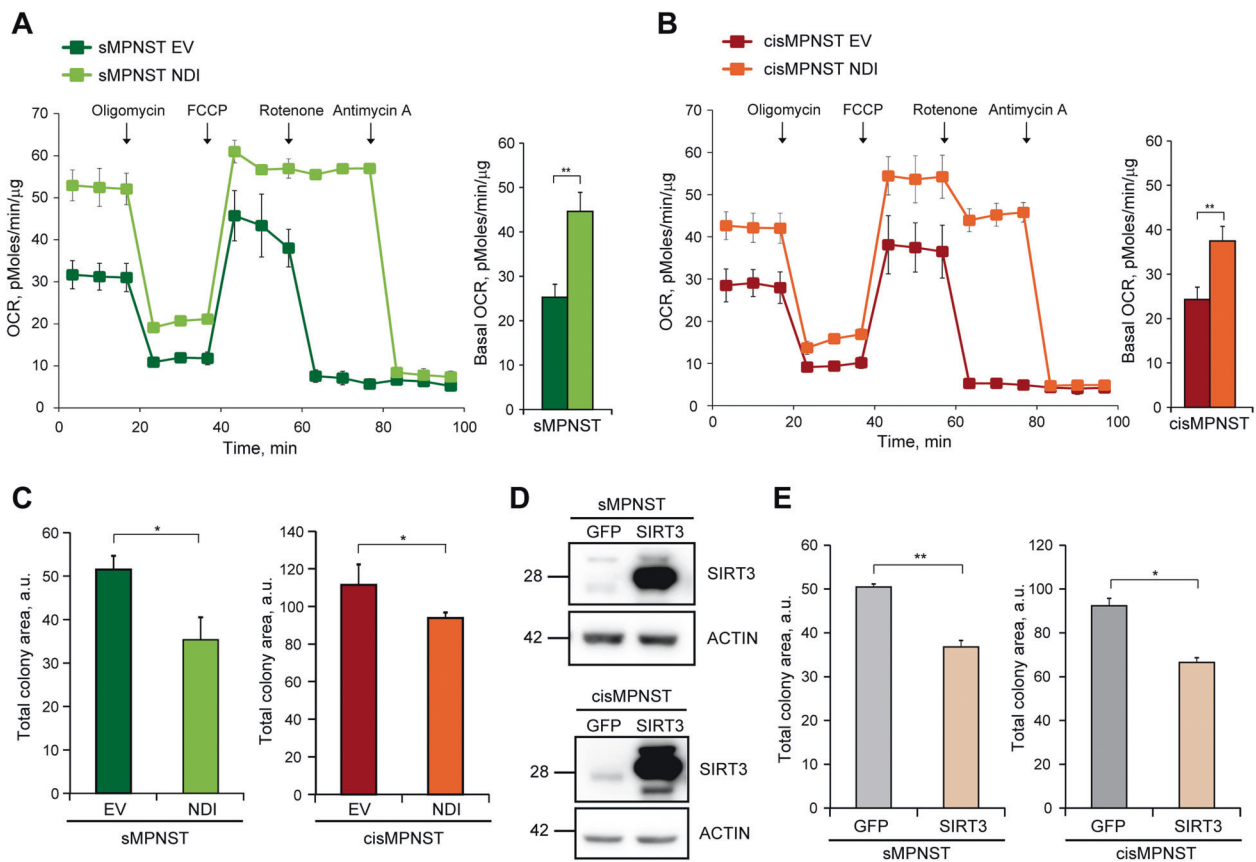 A
sMPNST EV
sMPNST NDI
Oligomycin FCCP Rotenone Antimycin A
OCR, pMoles/min/µg
70
60
50
40
30
20
10
0
0 20 40 60 80 100
Time, min
Basal OCR, pMoles/min/µg
60
50
40
30
20
10
0
**
sMPNST
B
cisMPNST EV
cisMPNST NDI
Oligomycin FCCP Rotenone Antimycin A
OCR, pMoles/min/µg
70
60
50
40
30
20
10
0
0 20 40 60 80 100
Time, min
Basal OCR, pMoles/min/µg
60
50
40
30
20
10
0
**
cisMPNST
C
Total colony area, a.u.
60
50
40
30
20
10
0
*
EV NDI
sMPNST
Total colony area, a.u.
140
120
100
80
60
40
20
0
*
EV NDI
cisMPNST
D
sMPNST
GFP SIRT3
28 SIRT3
42 ACTIN
cisMPNST
GFP SIRT3
28 SIRT3
42 ACTIN
E
Total colony area, a.u.
60
50
40
30
20
10
0
**
GFP SIRT3
sMPNST
Total colony area, a.u.
120
100
80
60
40
20
0
*
GFP SIRT3
cisMPNST